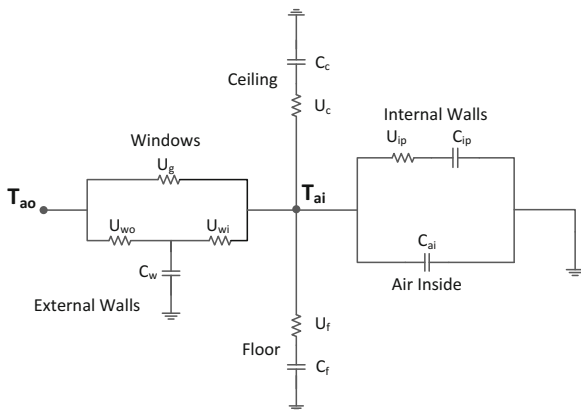 C_c
Ceiling
U_c
Internal Walls
Windows
U_ip
C_ip
U_g
T_ao
T_ai
U_wo
U_wi
C_ai
C_w
Air Inside
External Walls
U_f
Floor
C_f